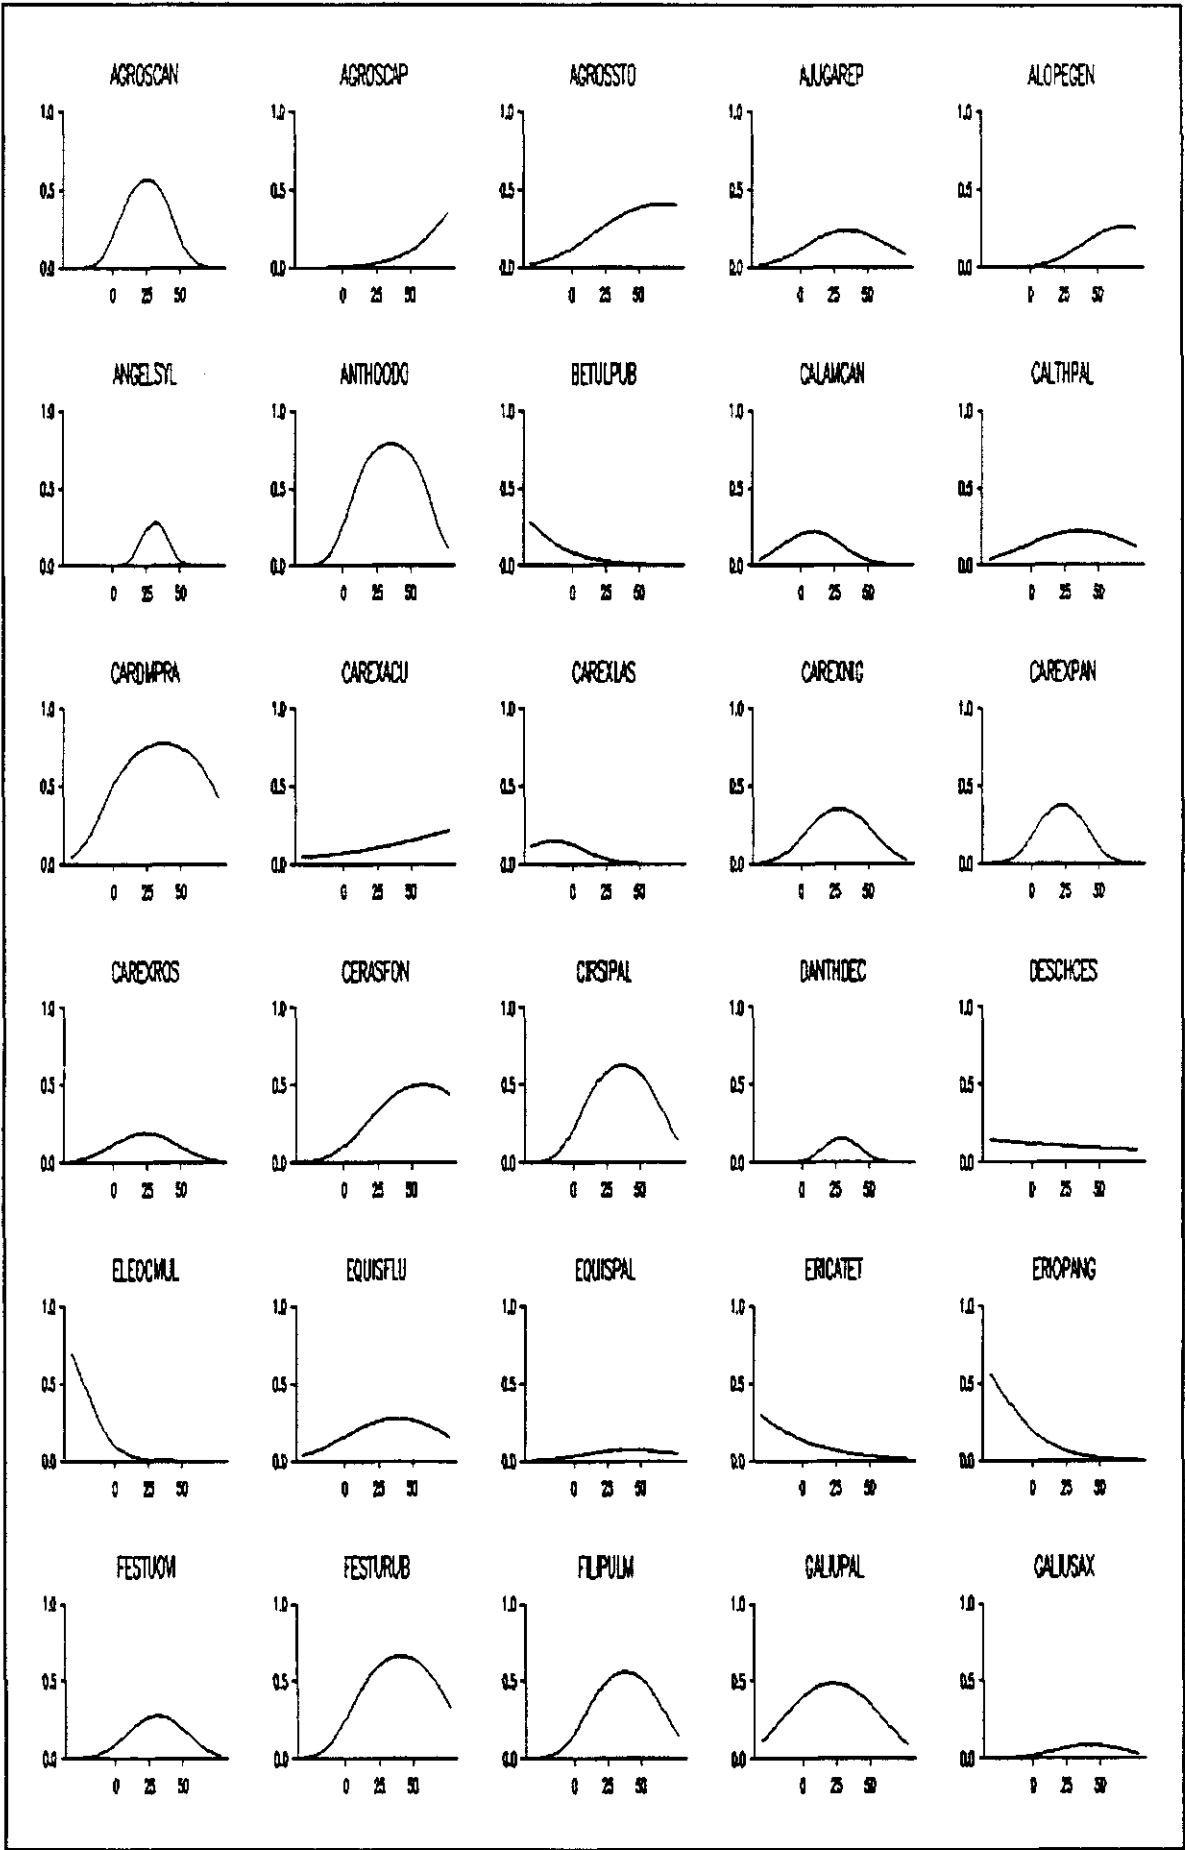 AGROSCAN AGROSCAP AGROSSTO AJUGAREP ALOPEGEN
1.0 1.0 1.0 1.0 1.0
0.5 0.5 0.5 0.5 0.5
0.0 0.0 0.0 0.0 0.0
0 25 50 0 25 50 0 25 50 0 25 50 0 25 50
ANGELSYL ANTHOODO BETULPUB CALAMCAN CALTHPAL
1.0 1.0 1.0 1.0 1.0
0.5 0.5 0.5 0.5 0.5
0.0 0.0 0.0 0.0 0.0
0 25 50 0 25 50 0 25 50 0 25 50 0 25 50
CARDMPRA CAREXACU CAREXLAS CAREXNIG CAREXPAN
1.0 1.0 1.0 1.0 1.0
0.5 0.5 0.5 0.5 0.5
0.0 0.0 0.0 0.0 0.0
0 25 50 0 25 50 0 25 50 0 25 50 0 25 50
CAREXROS CERASFON CIRSIPAL DANTHDEC DESCHCES
1.0 1.0 1.0 1.0 1.0
0.5 0.5 0.5 0.5 0.5
0.0 0.0 0.0 0.0 0.0
0 25 50 0 25 50 0 25 50 0 25 50 0 25 50
ELEOCMUL EQUISFLU EQUISPAL ERICATET ERIOPANG
1.0 1.0 1.0 1.0 1.0
0.5 0.5 0.5 0.5 0.5
0.0 0.0 0.0 0.0 0.0
0 25 50 0 25 50 0 25 50 0 25 50 0 25 50
FESTUOVI FESTURUB FILIPULM GALIUPAL GALIUSAX
1.0 1.0 1.0 1.0 1.0
0.5 0.5 0.5 0.5 0.5
0.0 0.0 0.0 0.0 0.0
0 25 50 0 25 50 0 25 50 0 25 50 0 25 50